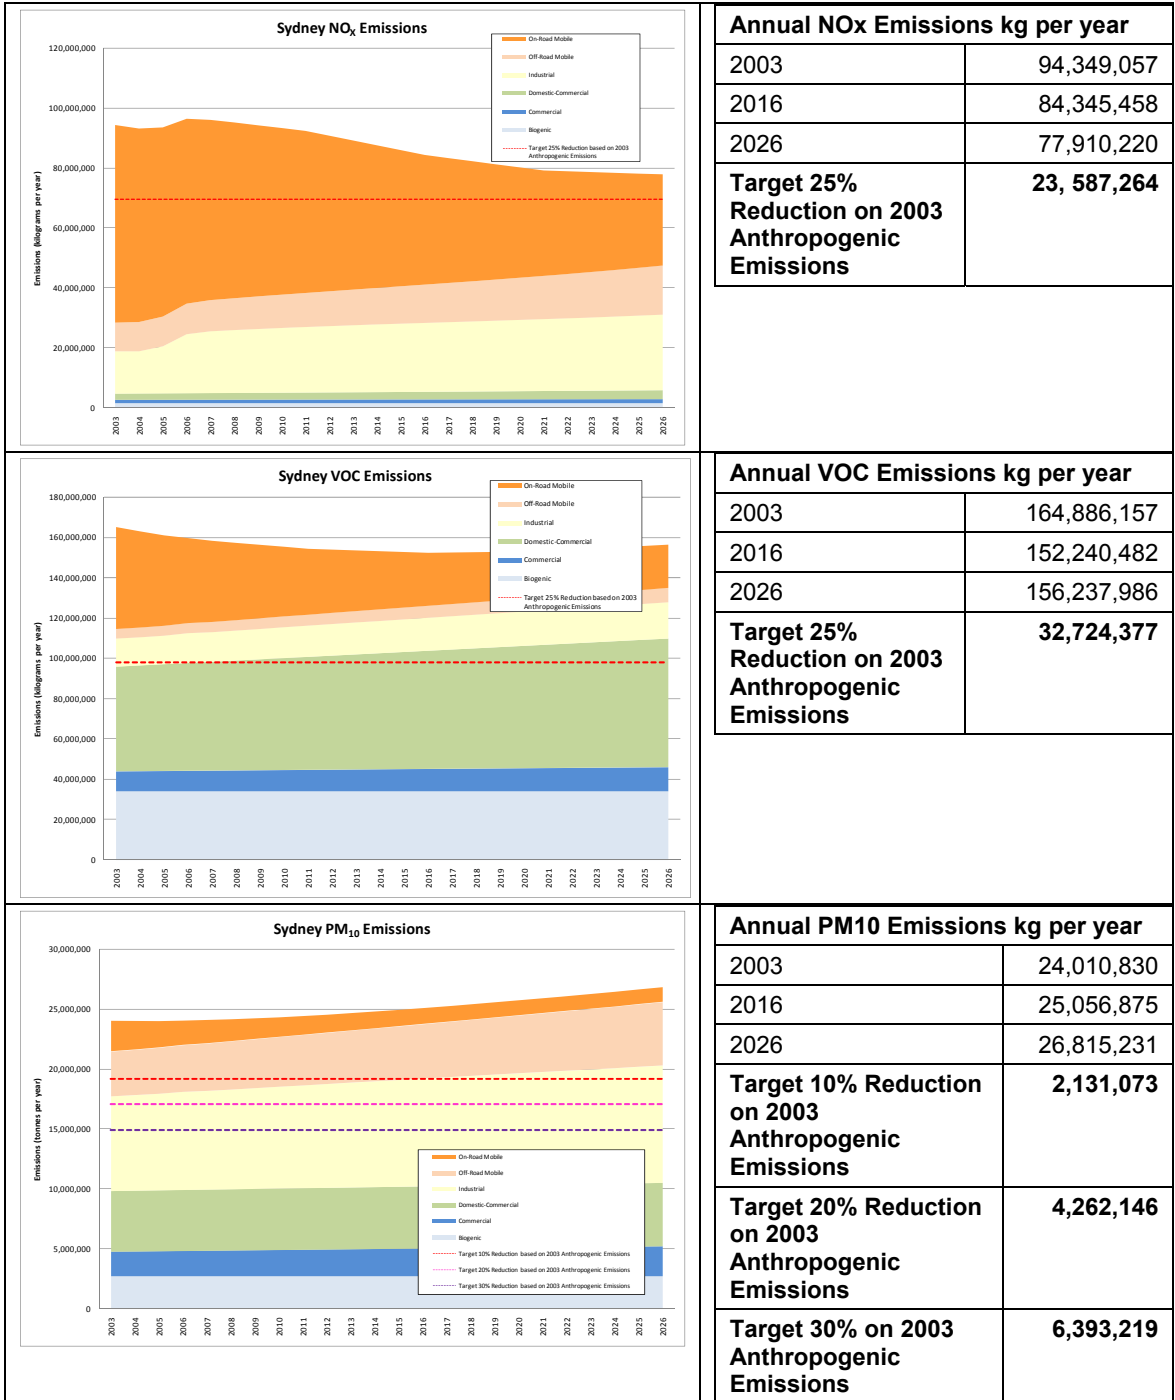 Sydney NOX Emissions
120,000,000
100,000,000
80,000,000
60,000,000
40,000,000
20,000,000
0
Emissions (kilograms per year)
On-Road Mobile
Off-Road Mobile
Industrial
Domestic-Commercial
Commercial
Biogenic
Target 25% Reduction based on 2003
Anthropogenic Emissions
2003 2004 2005 2006 2007 2008 2009 2010 2011 2012 2013 2014 2015 2016 2017 2018 2019 2020 2021 2022 2023 2024 2025 2026
Annual NOx Emissions kg per year
2003 94,349,057
2016 84,345,458
2026 77,910,220
Target 25% 23, 587,264
Reduction on 2003
Anthropogenic
Emissions
Sydney VOC Emissions
180,000,000
160,000,000
140,000,000
120,000,000
100,000,000
80,000,000
60,000,000
40,000,000
20,000,000
0
Emissions (kilograms per year)
On-Road Mobile
Off-Road Mobile
Industrial
Domestic-Commercial
Commercial
Biogenic
Target 25% Reduction based on 2003
Anthropogenic Emissions
2003 2004 2005 2006 2007 2008 2009 2010 2011 2012 2013 2014 2015 2016 2017 2018 2019 2020 2021 2022 2023 2024 2025 2026
Annual VOC Emissions kg per year
2003 164,886,157
2016 152,240,482
2026 156,237,986
Target 25% 32,724,377
Reduction on 2003
Anthropogenic
Emissions
Sydney PM10 Emissions
30,000,000
25,000,000
20,000,000
15,000,000
10,000,000
5,000,000
0
Emissions (tonnes per year)
On-Road Mobile
Off-Road Mobile
Industrial
Domestic-Commercial
Commercial
Biogenic
Target 10% Reduction based on 2003 Anthropogenic Emissions
Target 20% Reduction based on 2003 Anthropogenic Emissions
Target 30% Reduction based on 2003 Anthropogenic Emissions
2003 2004 2005 2006 2007 2008 2009 2010 2011 2012 2013 2014 2015 2016 2017 2018 2019 2020 2021 2022 2023 2024 2025 2026
Annual PM10 Emissions kg per year
2003 24,010,830
2016 25,056,875
2026 26,815,231
Target 10% Reduction 2,131,073
on 2003
Anthropogenic
Emissions
Target 20% Reduction 4,262,146
on 2003
Anthropogenic
Emissions
Target 30% on 2003 6,393,219
Anthropogenic
Emissions